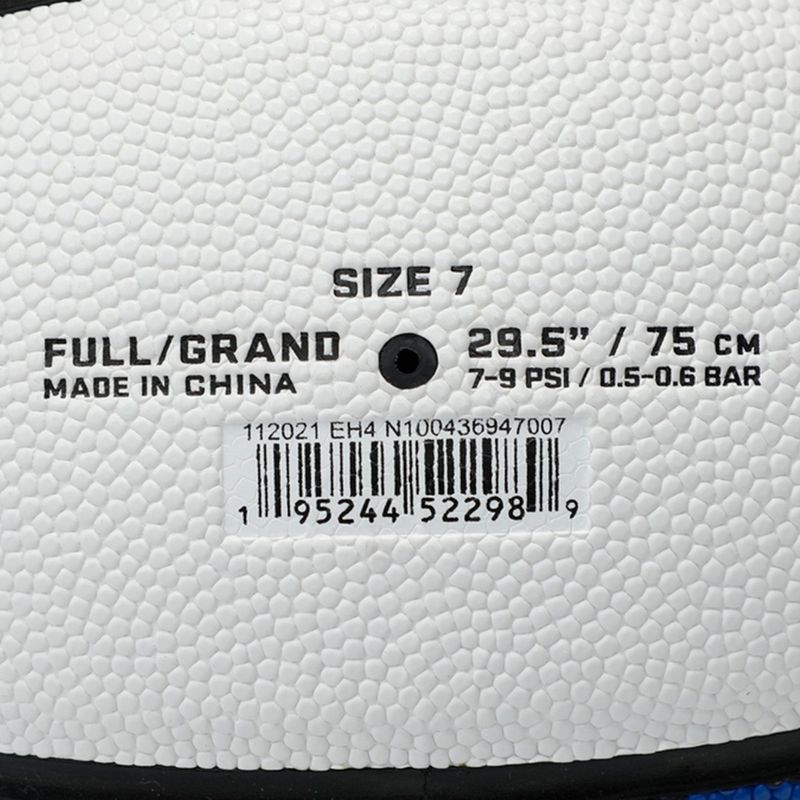 SIZE 7
FULL/GRAND
MADE IN CHINA
29.5” / 75 CM
7-9 PSI / 0.5-0.6 BAR
112021 EH4 N100436947007
1 95244 52298 9